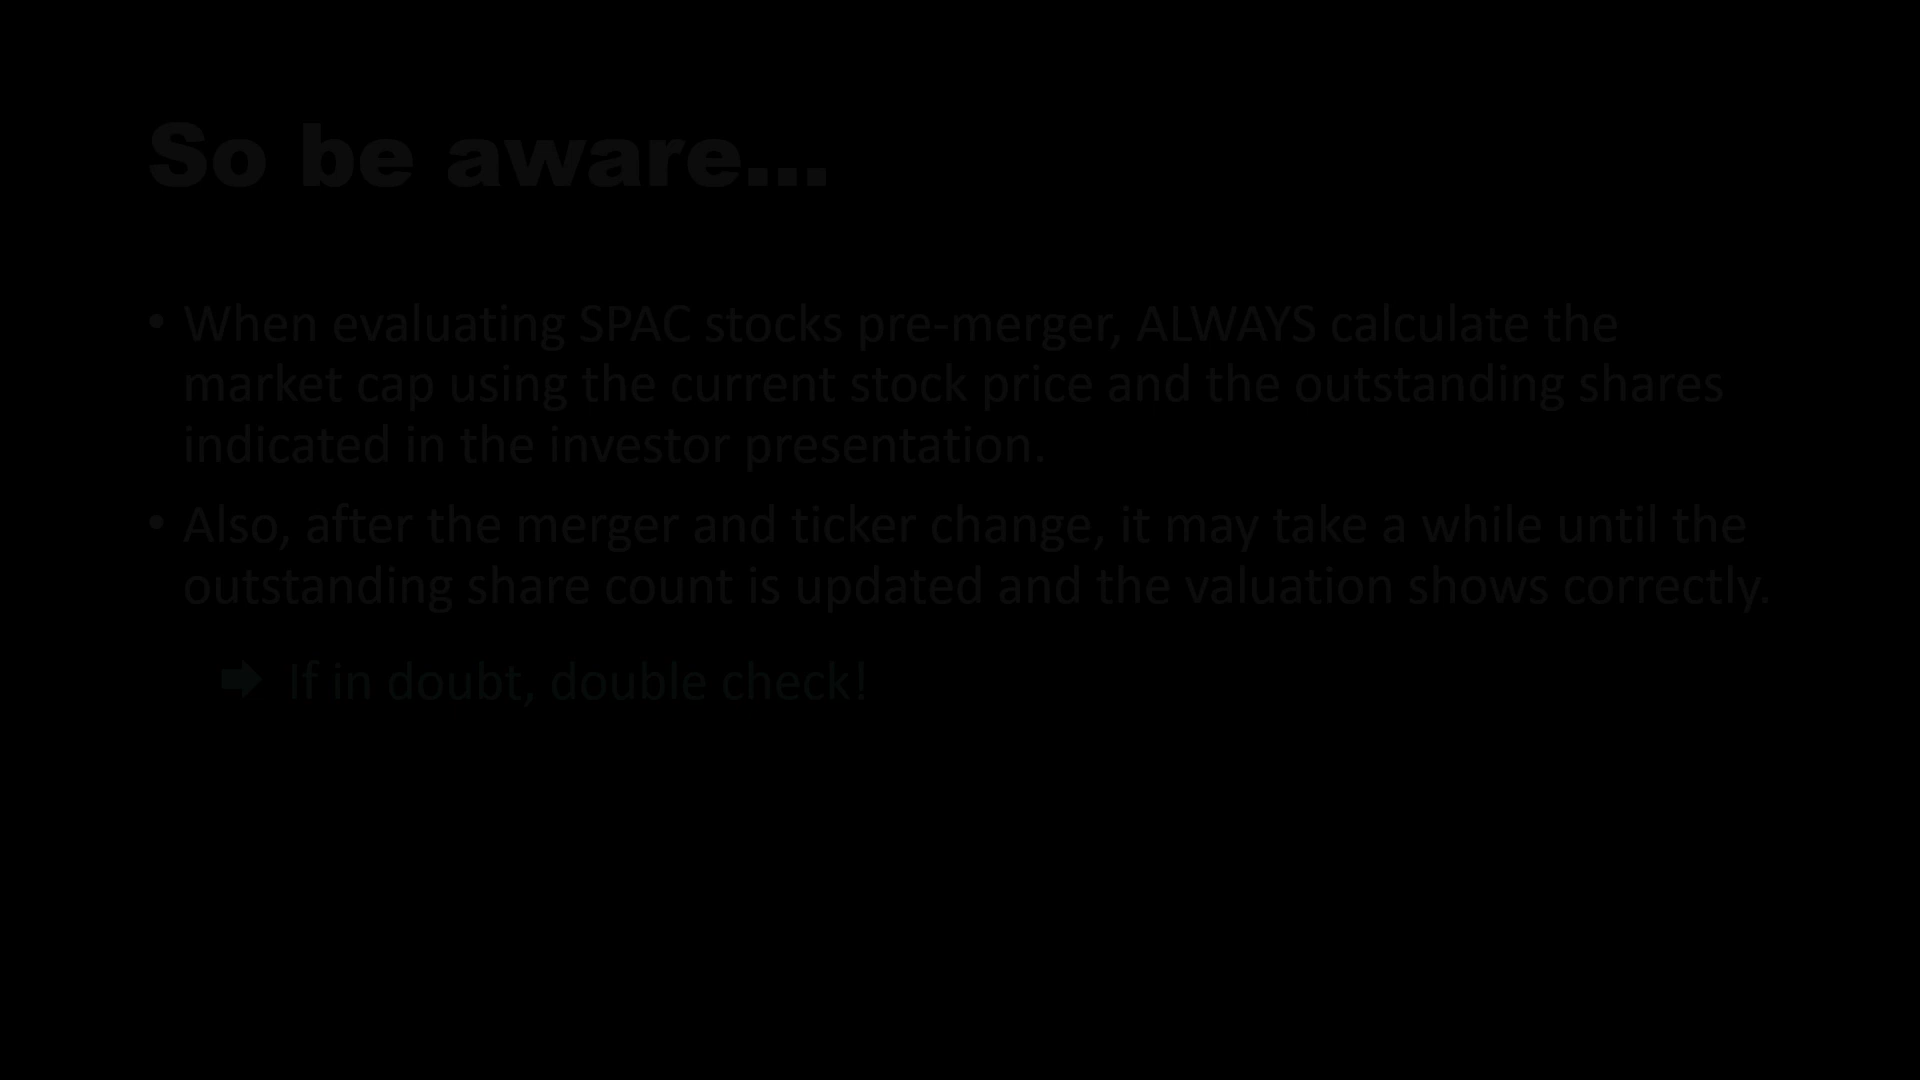 So be aware...
• When evaluating SPAC stocks pre-merger, ALWAYS calculate the
market cap using the current stock price and the outstanding shares
indicated in the investor presentation.
• Also, after the merger and ticker change, it may take a while until the
outstanding share count is updated and the valuation shows correctly.
➡ If in doubt, double check!